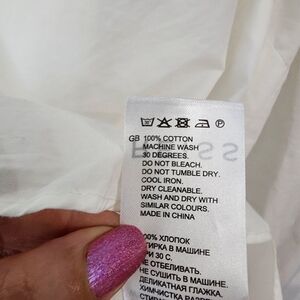 GB 100% COTTON
MACHINE WASH
30 DEGREES.
DO NOT BLEACH.
DO NOT TUMBLE DRY.
COOL IRON.
DRY CLEANABLE.
WASH AND DRY WITH
SIMILAR COLOURS.
MADE IN CHINA
100% ХЛОПОК
СТИРКА В МАШИНЕ
ПРИ 30 С.
НЕ ОТБЕЛИВАТЬ.
НЕ СУШИТЬ В МАШИНЕ.
ДЕЛИКАТНАЯ ГЛАЖКА.
ХИМЧИСТКА